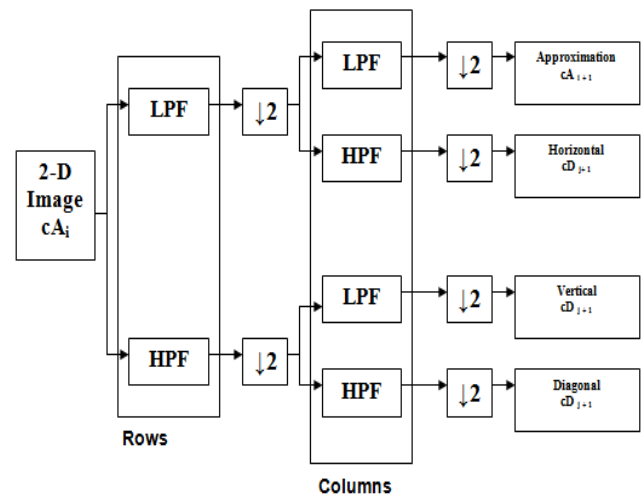 2-D
Image
cAi
LPF
HPF
Rows
↓2
↓2
LPF
HPF
LPF
HPF
Columns
↓2
↓2
↓2
↓2
Approximation
cA i+1
Horizontal
cD j+1
Vertical
cD j+1
Diagonal
cD j+1